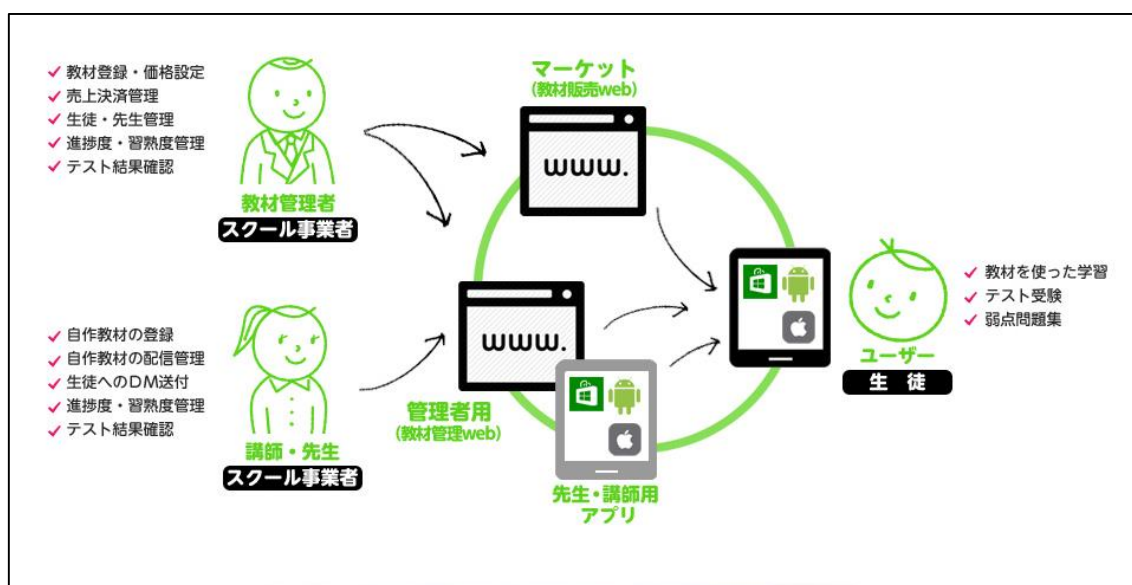 教材登録・価格設定
売上決済管理
生徒・先生管理
進捗度・習熟度管理
テスト結果確認
教材管理者
スクール事業者
マーケット
(教材販売web)
www.
自作教材の登録
自作教材の配信管理
生徒へのDM送付
進捗度・習熟度管理
テスト結果確認
講師・先生
スクール事業者
www.
管理者用
(教材管理web)
先生・講師用
アプリ
ユーザー
生 徒
教材を使った学習
テスト受験
弱点問題集